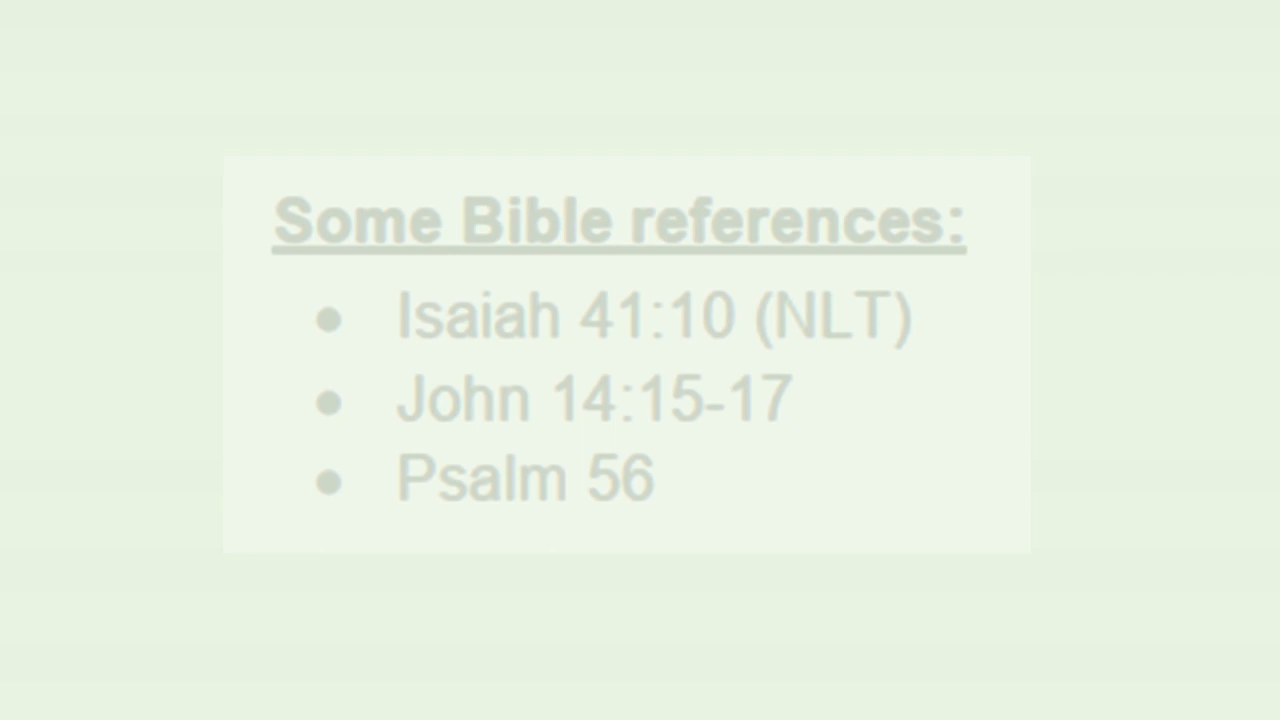 Some Bible references:
● Isaiah 41:10 (NLT)
● John 14:15-17
● Psalm 56